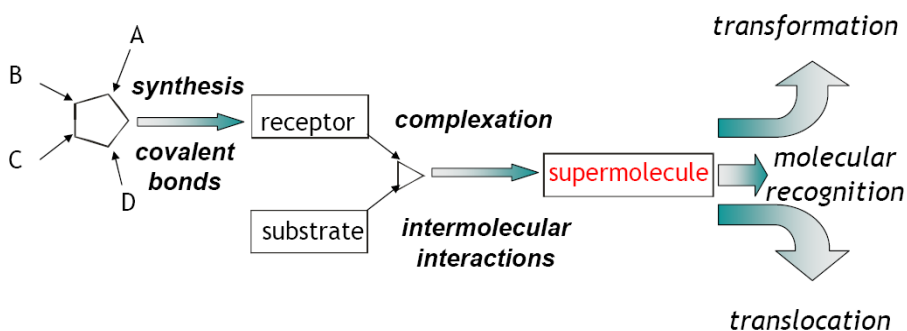 A
B
C
D
synthesis
covalent
bonds
receptor
substrate
complexation
intermolecular
interactions
supermolecule
transformation
molecular
recognition
translocation